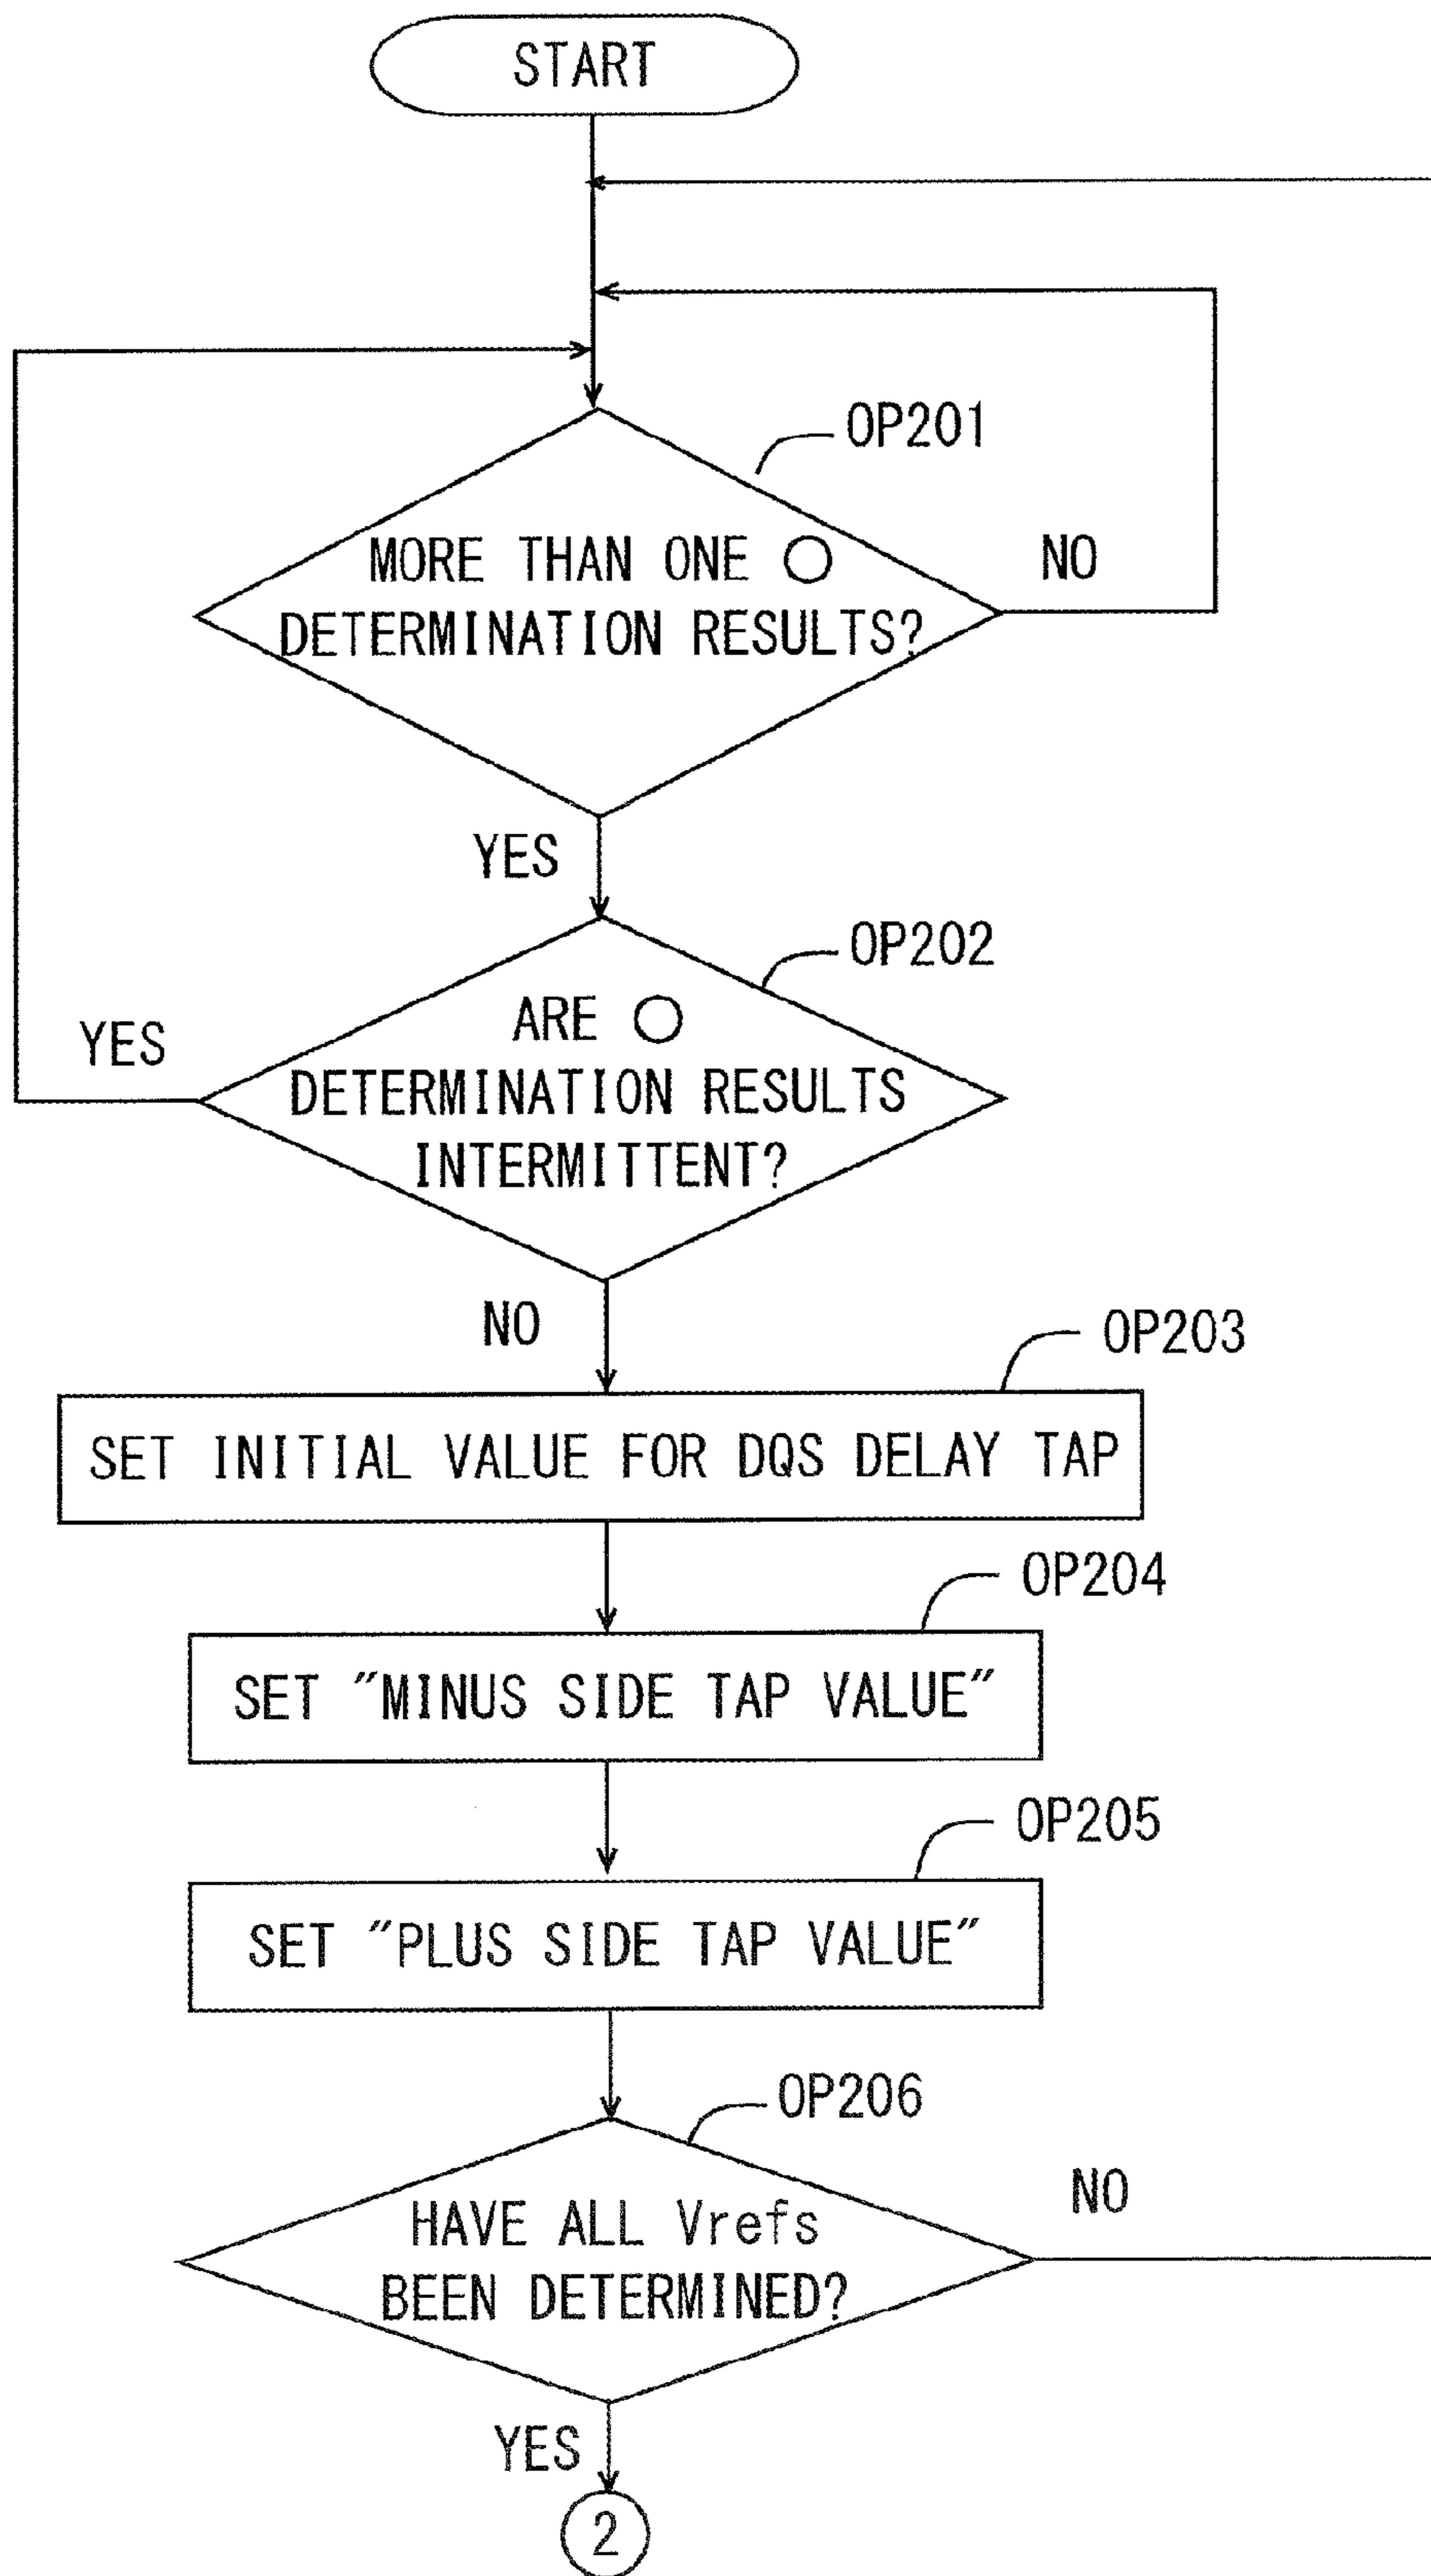 START
OP201
MORE THAN ONE ○
DETERMINATION RESULTS?
NO
YES
OP202
ARE ○
DETERMINATION RESULTS
INTERMITTENT?
YES
NO
OP203
SET INITIAL VALUE FOR DQS DELAY TAP
OP204
SET "MINUS SIDE TAP VALUE"
OP205
SET "PLUS SIDE TAP VALUE"
OP206
HAVE ALL Vrefs
BEEN DETERMINED?
NO
YES
2